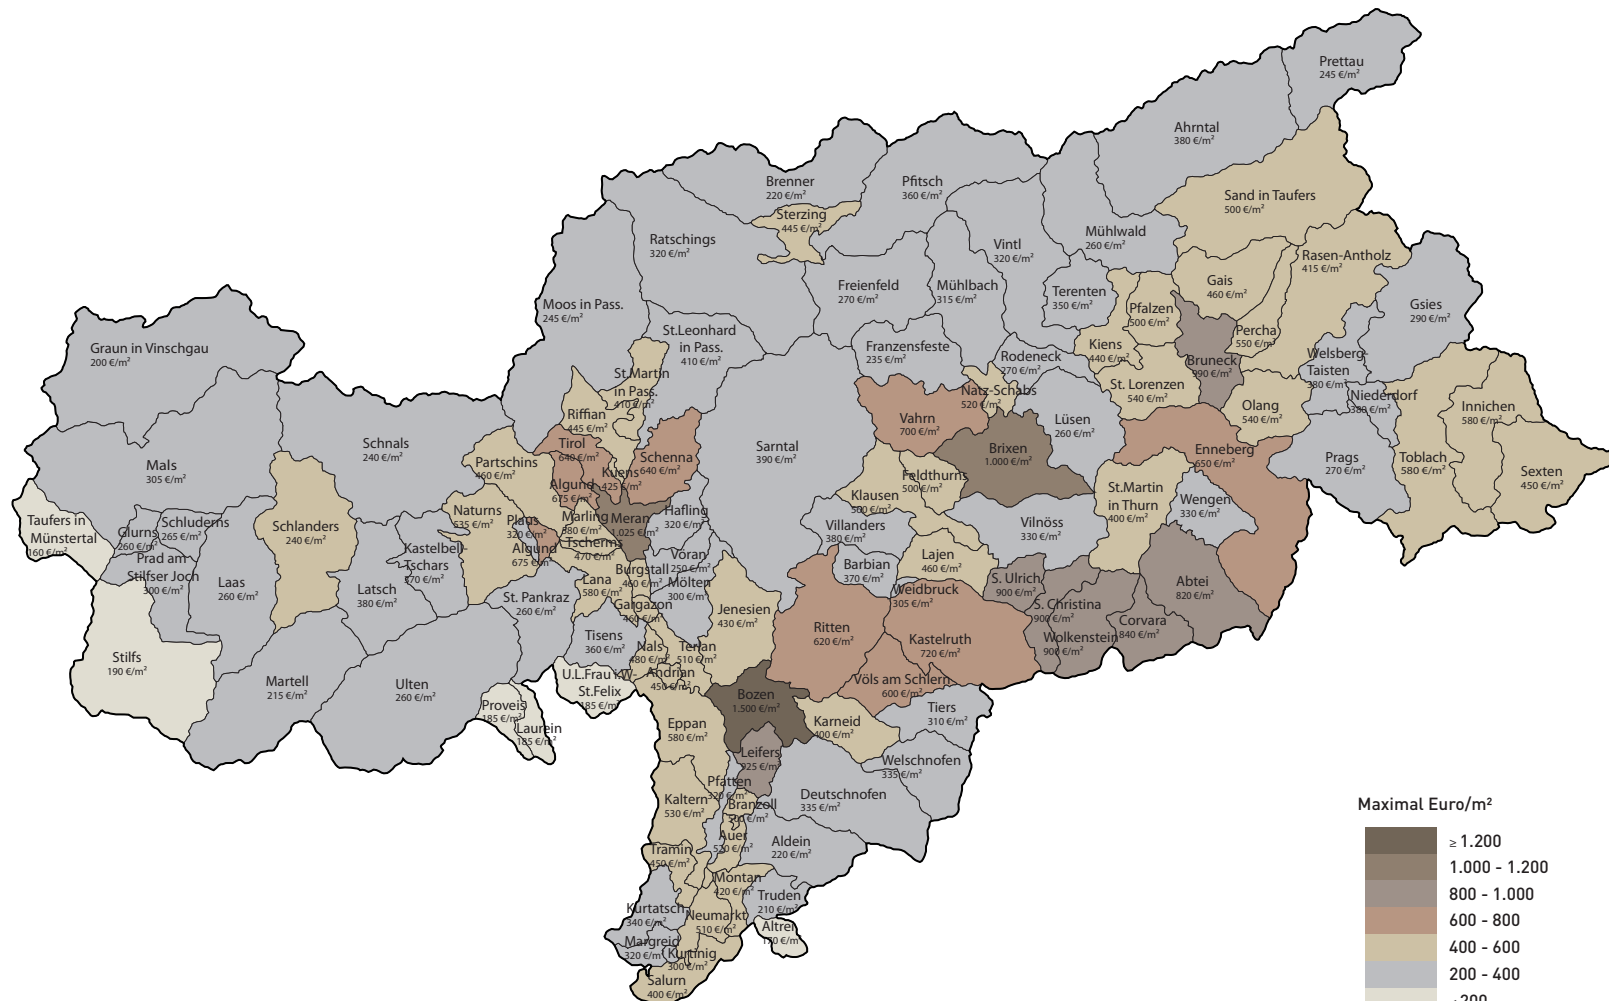 Prettau
245 €/m²
Ahrntal
380 €/m²
Brenner
220 €/m²
Pfitsch
360 €/m²
Sand in Taufers
500 €/m²
Sterzing
445 €/m²
Ratschings
320 €/m²
Vintl
320 €/m²
Mühlwald
260 €/m²
Rasen-Antholz
415 €/m²
Freienfeld
270 €/m²
Mühlbach
315 €/m²
Terenten
350 €/m²
Gais
460 €/m²
Moos in Pass.
245 €/m²
Pfalzen
500 €/m²
Gsies
290 €/m²
St.Leonhard
in Pass.
410 €/m²
Percha
550 €/m²
Graun in Vinschgau
200 €/m²
Franzensfeste
235 €/m²
Rodeneck
270 €/m²
Kiens
440 €/m²
Bruneck
990 €/m²
Welsberg-
Taisten
380 €/m²
St.Martin
in Pass.
410 €/m²
Natz-Schabs
520 €/m²
St. Lorenzen
540 €/m²
Niederdorf
380 €/m²
Olang
540 €/m²
Innichen
580 €/m²
Riffian
445 €/m²
Vahrn
700 €/m²
Lüsen
260 €/m²
Schnals
240 €/m²
Tirol
640 €/m²
Sarntal
390 €/m²
Brixen
1.000 €/m²
Enneberg
650 €/m²
Prags
270 €/m²
Toblach
580 €/m²
Sexten
450 €/m²
Mals
305 €/m²
Partschins
460 €/m²
Kuens
425 €/m²
Schenna
640 €/m²
Feldthurns
500 €/m²
Algund
675 €/m²
Klausen
500 €/m²
St.Martin
in Thurn
400 €/m²
Wengen
330 €/m²
Taufers in
Münstertal
160 €/m²
Glurns
260 €/m²
Schluderns
265 €/m²
Schlanders
240 €/m²
Naturns
535 €/m²
Plaus
320 €/m²
Marling
580 €/m²
Meran
1.025 €/m²
Hafling
320 €/m²
Villanders
380 €/m²
Vilnöss
330 €/m²
Prad am
Stilfser Joch
300 €/m²
Kastelbell-
Tschars
370 €/m²
Algund
675 €/m²
Tscherms
470 €/m²
Vöran
250 €/m²
Barbian
370 €/m²
Lajen
460 €/m²
Laas
260 €/m²
Latsch
380 €/m²
St. Pankraz
260 €/m²
Lana
580 €/m²
Burgstall
460 €/m²
Mölten
300 €/m²
Weidbruck
305 €/m²
S. Ulrich
900 €/m²
Abtei
820 €/m²
Gargazon
460 €/m²
Jenesien
430 €/m²
S. Christina
900 €/m²
Ritten
620 €/m²
Kastelruth
720 €/m²
Wolkenstein
900 €/m²
Corvara
840 €/m²
Stilfs
190 €/m²
Tisens
360 €/m²
Nals
480 €/m²
Terlan
510 €/m²
Martell
215 €/m²
Ulten
260 €/m²
U.L.Frau i.W-
St.Felix
185 €/m²
Andrian
450 €/m²
Völs am Schlern
600 €/m²
Proveis
185 €/m²
Laurein
185 €/m²
Bozen
1.500 €/m²
Eppan
580 €/m²
Karneid
400 €/m²
Tiers
310 €/m²
Leifers
925 €/m²
Welschnofen
335 €/m²
Pfatten
320 €/m²
Kaltern
530 €/m²
Branzoll
500 €/m²
Deutschnofen
335 €/m²
Auer
520 €/m²
Aldein
220 €/m²
Tramin
450 €/m²
Montan
420 €/m²
Truden
210 €/m²
Kurtatsch
340 €/m²
Neumarkt
510 €/m²
Altrei
170 €/m²
Margreid
320 €/m²
Kurtinig
300 €/m²
Salurn
400 €/m²
Maximal Euro/m²
≥ 1.200
1.000 - 1.200
800 - 1.000
600 - 800
400 - 600
200 - 400